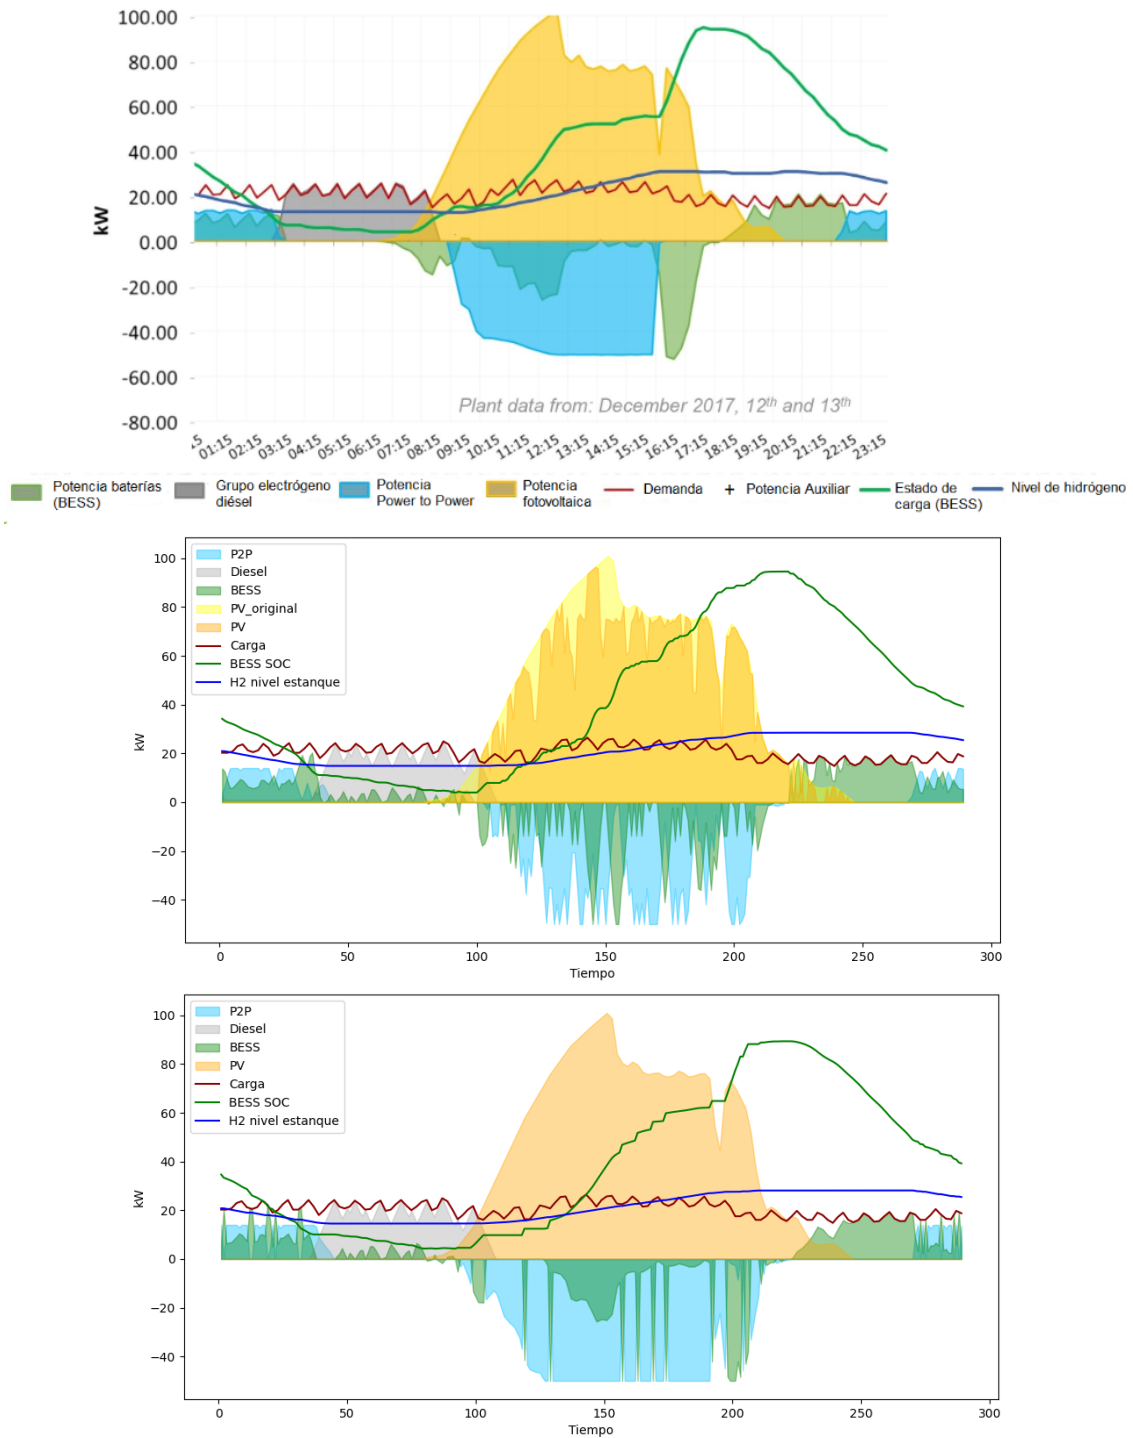 100.00
80.00
60.00
40.00
20.00
0.00
-20.00
-40.00
-60.00
-80.00
kW
Plant data from: December 2017, 12th and 13th
01:15 02:15 03:15 04:15 05:15 06:15 07:15 08:15 09:15 10:15 11:15 12:15 13:15 14:15 15:15 16:15 17:15 18:15 19:15 20:15 21:15 22:15 23:15
Potencia baterías
(BESS)
Grupo electrógeno
diésel
Potencia
Power to Power
Potencia
fotovoltaica
Demanda
+ Potencia Auxiliar
Estado de
carga (BESS)
Nivel de hidrógeno
P2P
Diesel
BESS
PV_original
PV
Carga
BESS SOC
H2 nivel estanque
100
80
60
40
20
0
−20
−40
kW
0 50 100 150 200 250 300
Tiempo
P2P
Diesel
BESS
PV
Carga
BESS SOC
H2 nivel estanque
100
80
60
40
20
0
−20
−40
kW
0 50 100 150 200 250 300
Tiempo